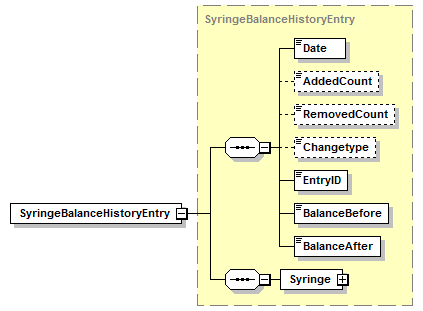 SyringeBalanceHistoryEntry
Date
AddedCount
RemovedCount
Changetype
EntryID
SyringeBalanceHistoryEntry
BalanceBefore
BalanceAfter
Syringe